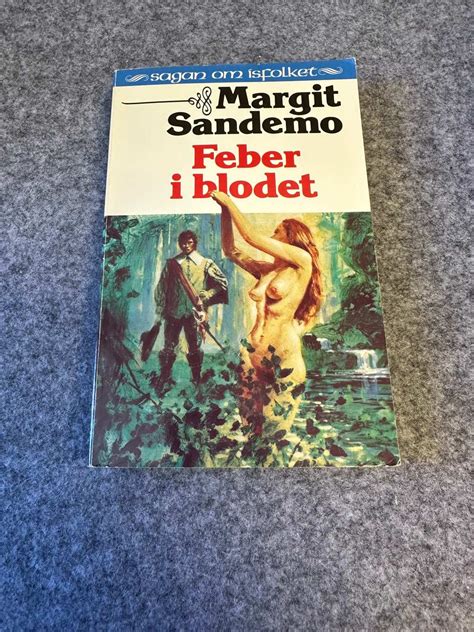 sagan om isfolket
Margit
Sandemo
Feber
i blodet